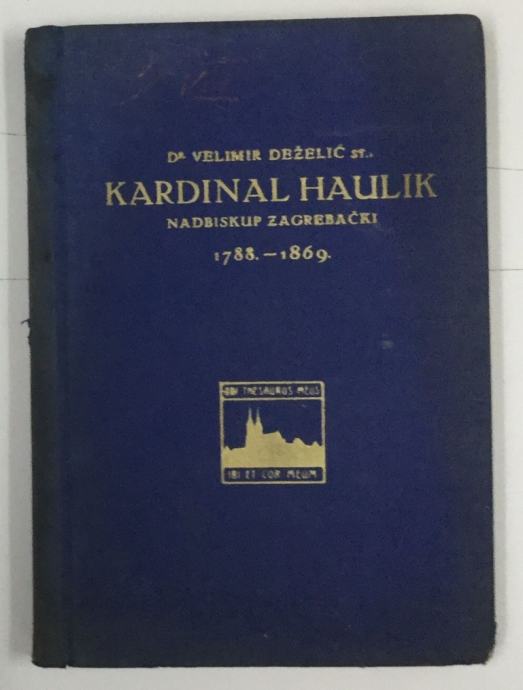 Dr. VELIMIR DEŽELIĆ ST.:
KARDINAL HAULIK
NADBISKUP ZAGREBAČKI
1788. – 1869.
UBI THESAURUS MEUS
IBI ET COR MEUM